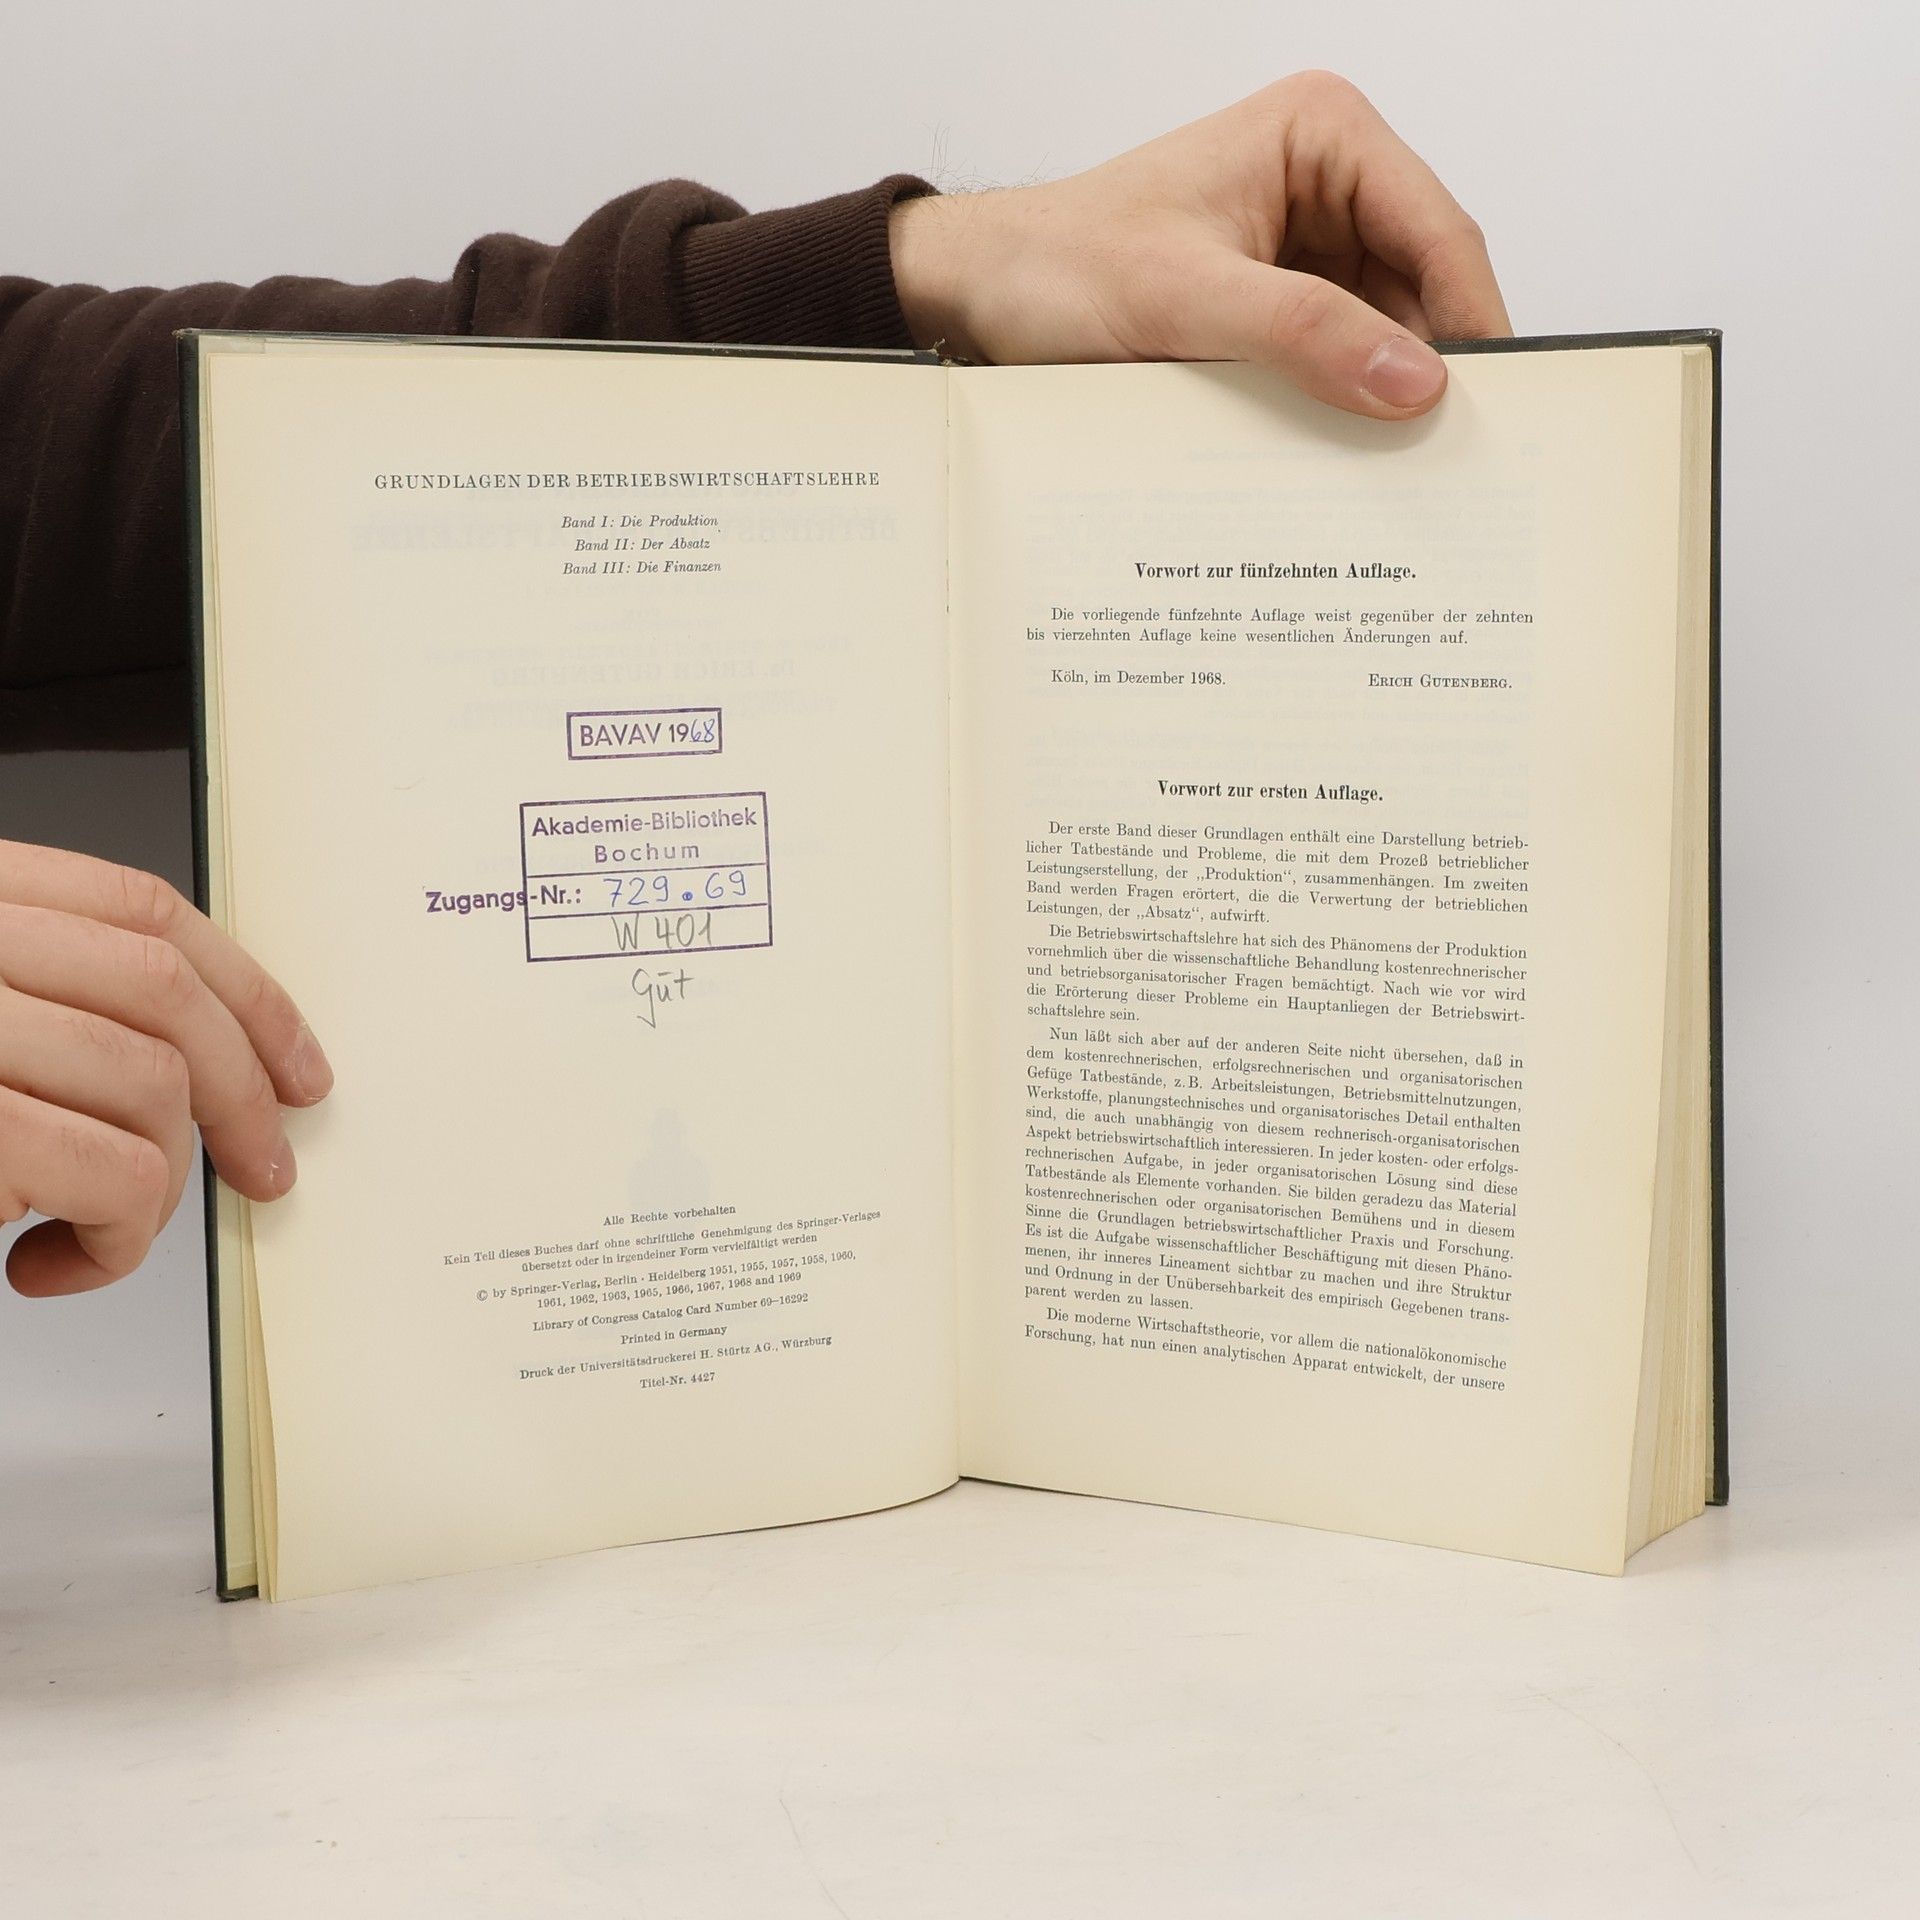 GRUNDLAGEN DER BETRIEBSWIRTSCHAFTSLEHRE
Band I: Die Produktion
Band II: Der Absatz
Band III: Die Finanzen
BAVAV 1968
Akademie-Bibliothek
Bochum
Zugangs-Nr.: 729.69
W 401
Gut
Alle Rechte vorbehalten
Kein Teil dieses Buches darf ohne schriftliche Genehmigung des Springer-Verlages
übersetzt oder in irgendeiner Form vervielfältigt werden
© by Springer-Verlag, Berlin · Heidelberg 1951, 1955, 1957, 1958, 1960,
1961, 1962, 1963, 1965, 1966, 1967, 1968 and 1969
Library of Congress Catalog Card Number 69-16292
Printed in Germany
Druck der Universitätsdruckerei H. Stürtz AG., Würzburg
Titel-Nr. 4427
Vorwort zur fünfzehnten Auflage.
Die vorliegende fünfzehnte Auflage weist gegenüber der zehnten
bis vierzehnten Auflage keine wesentlichen Änderungen auf.
Köln, im Dezember 1968. ERICH GUTENBERG.
Vorwort zur ersten Auflage.
Der erste Band dieser Grundlagen enthält eine Darstellung betrieb-
licher Tatbestände und Probleme, die mit dem Prozeß betrieblicher
Leistungserstellung, der „Produktion“, zusammenhängen. Im zweiten
Band werden Fragen erörtert, die die Verwertung der betrieblichen
Leistungen, der „Absatz“, aufwirft.
Die Betriebswirtschaftslehre hat sich des Phänomens der Produktion
vornehmlich über die wissenschaftliche Behandlung kostenrechnerischer
und betriebsorganisatorischer Fragen bemächtigt. Nach wie vor wird
die Erörterung dieser Probleme ein Hauptanliegen der Betriebswirt-
schaftslehre sein.
Nun läßt sich aber auf der anderen Seite nicht übersehen, daß in
dem kostenrechnerischen, erfolgsrechnerischen und organisatorischen
Gefüge Tatbestände, z.B. Arbeitsleistungen, Betriebsmittelnutzungen,
Werkstoffe, planungstechnisches und organisatorisches Detail enthalten
sind, die auch unabhängig von diesem rechnerisch-organisatorischen
Aspekt betriebswirtschaftlich interessieren. In jeder kosten- oder erfolgs-
rechnerischen Aufgabe, in jeder organisatorischen Lösung sind diese
Tatbestände als Elemente vorhanden. Sie bilden geradezu das Material
kostenrechnerischen oder organisatorischen Bemühens und in diesem
Sinne die Grundlagen betriebswirtschaftlicher Praxis und Forschung.
Es ist die Aufgabe wissenschaftlicher Beschäftigung mit diesen Phäno-
menen, ihr inneres Lineament sichtbar zu machen und ihre Struktur
und Ordnung in der Unübersehbarkeit des empirisch Gegebenen trans-
parent werden zu lassen.
Die moderne Wirtschaftstheorie, vor allem die nationalökonomische
Forschung, hat nun einen analytischen Apparat entwickelt, der unsere